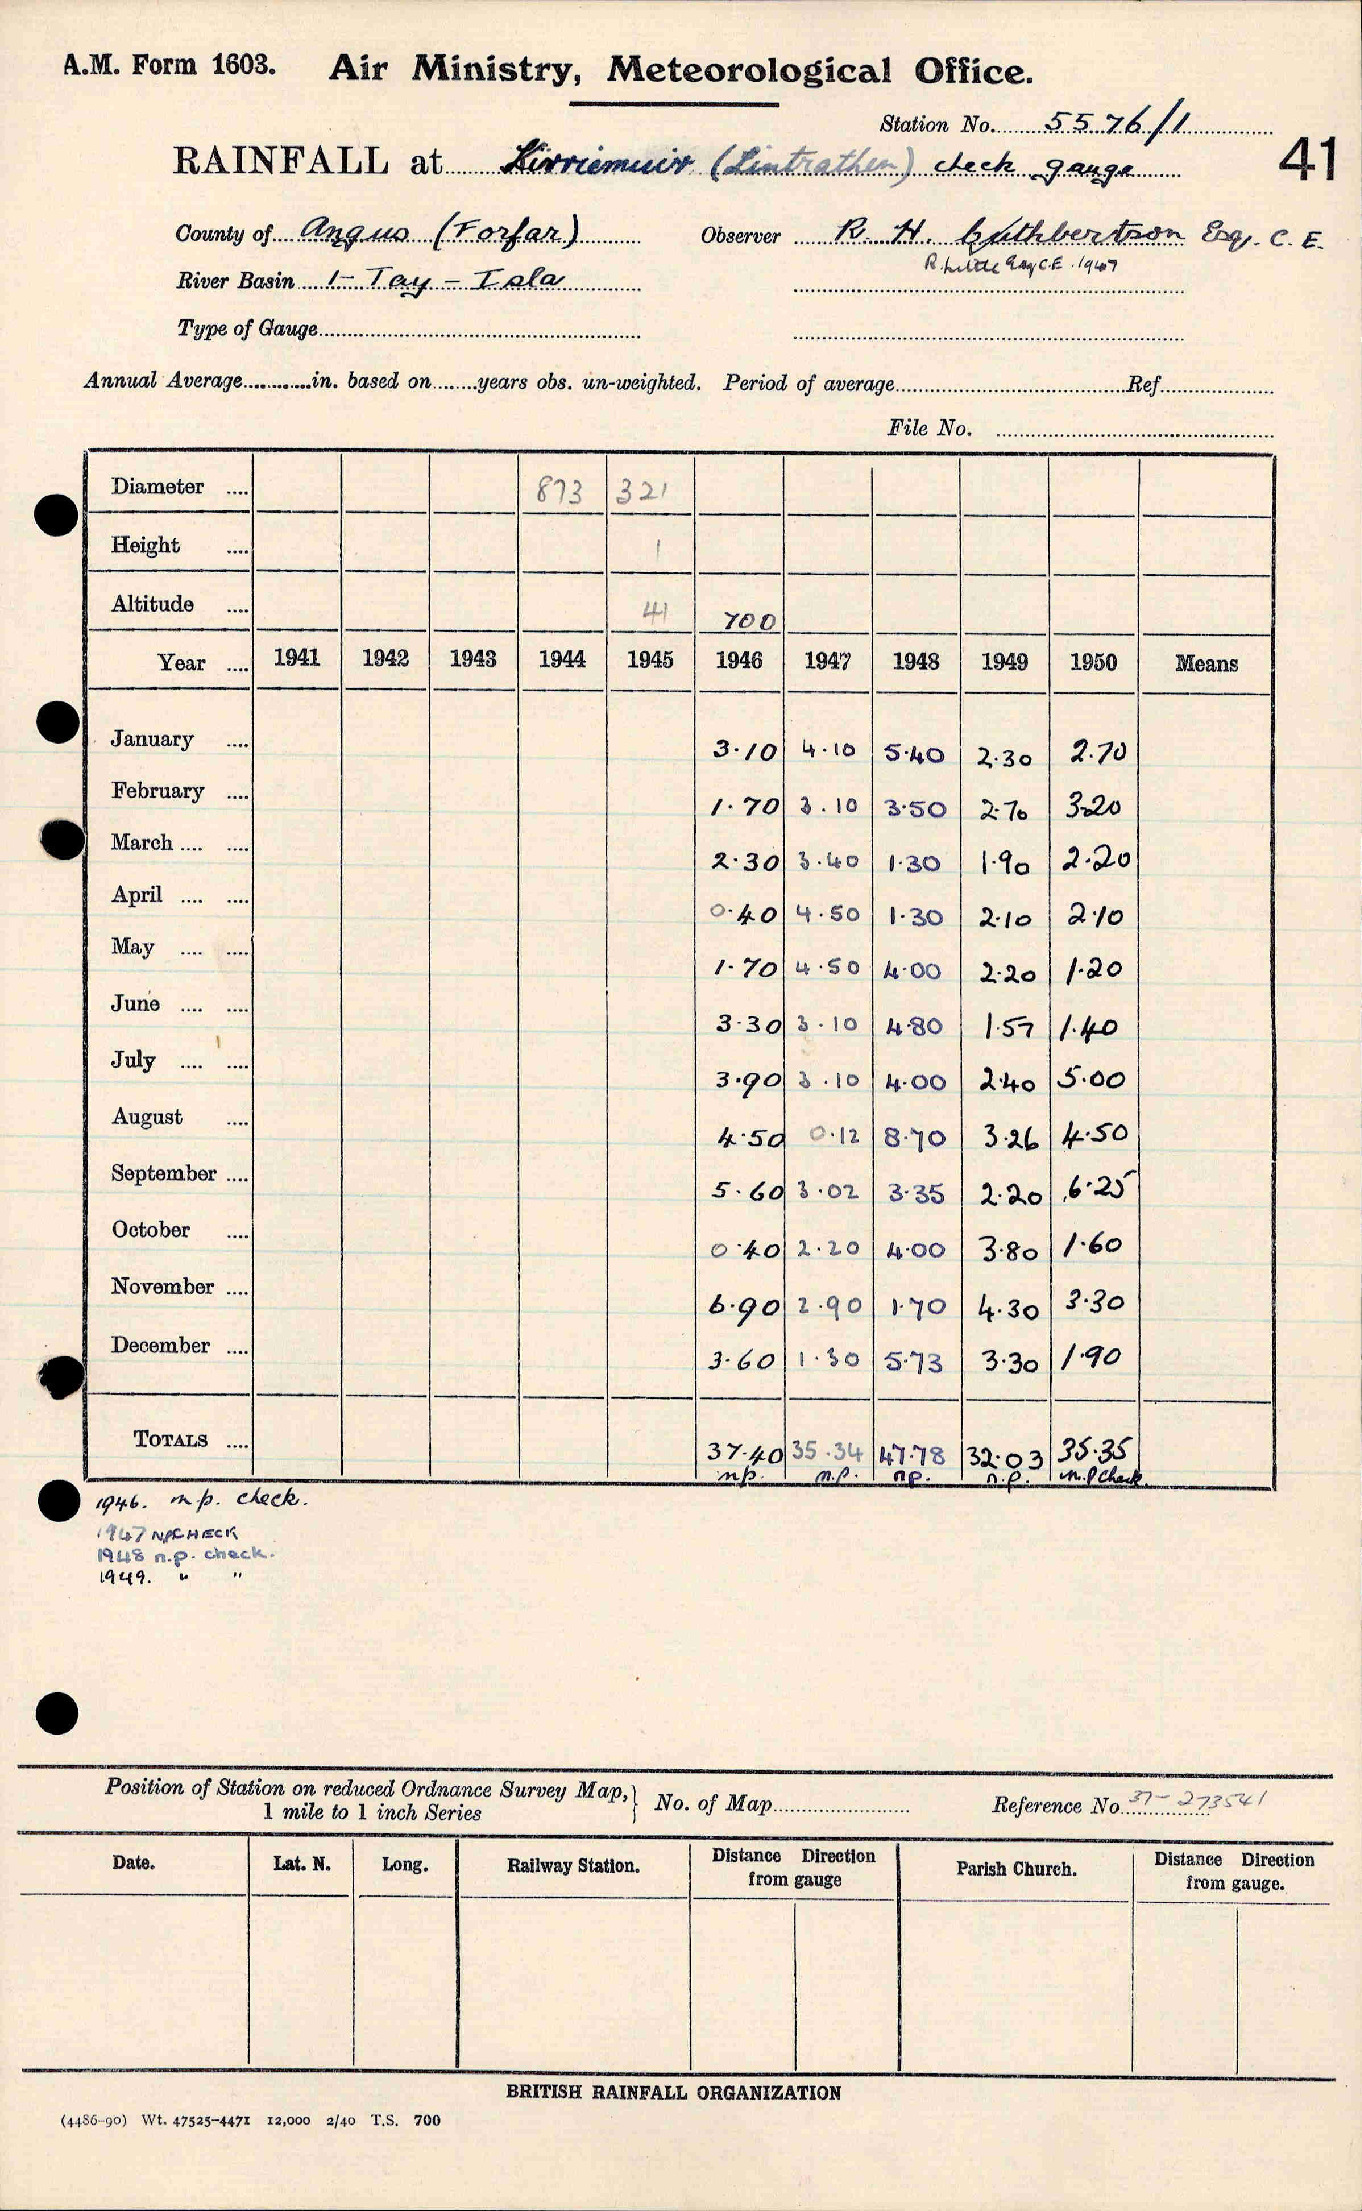 A.M. Form 1603. Air Ministry, Meteorological Office.
Station No. 5576/1
41
RAINFALL at Kirriemuir (Lintrathen) check gauge
County of Angus (Forfar) Observer R. H. Cuthbertson Esq. C. E.
R. Little Esq C.E. 1947
River Basin 1- Tay - Isla
Type of Gauge
Annual Average in. based on years obs. un-weighted. Period of average Ref.
File No.
Diameter 873 321
Height 1
Altitude 41 700
Year 1941 1942 1943 1944 1945 1946 1947 1948 1949 1950 Means
January 3.10 4.10 5.40 2.30 2.70
February 1.70 3.10 3.50 2.70 3.20
March 2.30 3.40 1.30 1.90 2.20
April 0.40 4.50 1.30 2.10 2.10
May 1.70 4.50 4.00 2.20 1.20
June 3.30 3.10 4.80 1.57 1.40
July 3.90 3.10 4.00 2.40 5.00
August 4.50 0.12 8.70 3.26 4.50
September 5.60 3.02 3.35 2.20 6.25
October 0.40 2.20 4.00 3.80 1.60
November 6.90 2.90 1.70 4.30 3.30
December 3.60 1.30 5.73 3.30 1.90
TOTALS 37.40 35.34 47.78 32.03 35.35
n.p. n.p. n.p. n.p. n.p check.
1946. n.p. check.
1947 NP CHECK
1948 n.p. check.
1949. " "
Position of Station on reduced Ordnance Survey Map, 1 mile to 1 inch Series } No. of Map Reference No. 37- 273541
Date. Lat. N. Long. Railway Station. Distance Direction from gauge Parish Church. Distance Direction from gauge.
BRITISH RAINFALL ORGANIZATION
(4486-90) Wt. 47525-4471 12,000 2/40 T.S. 700